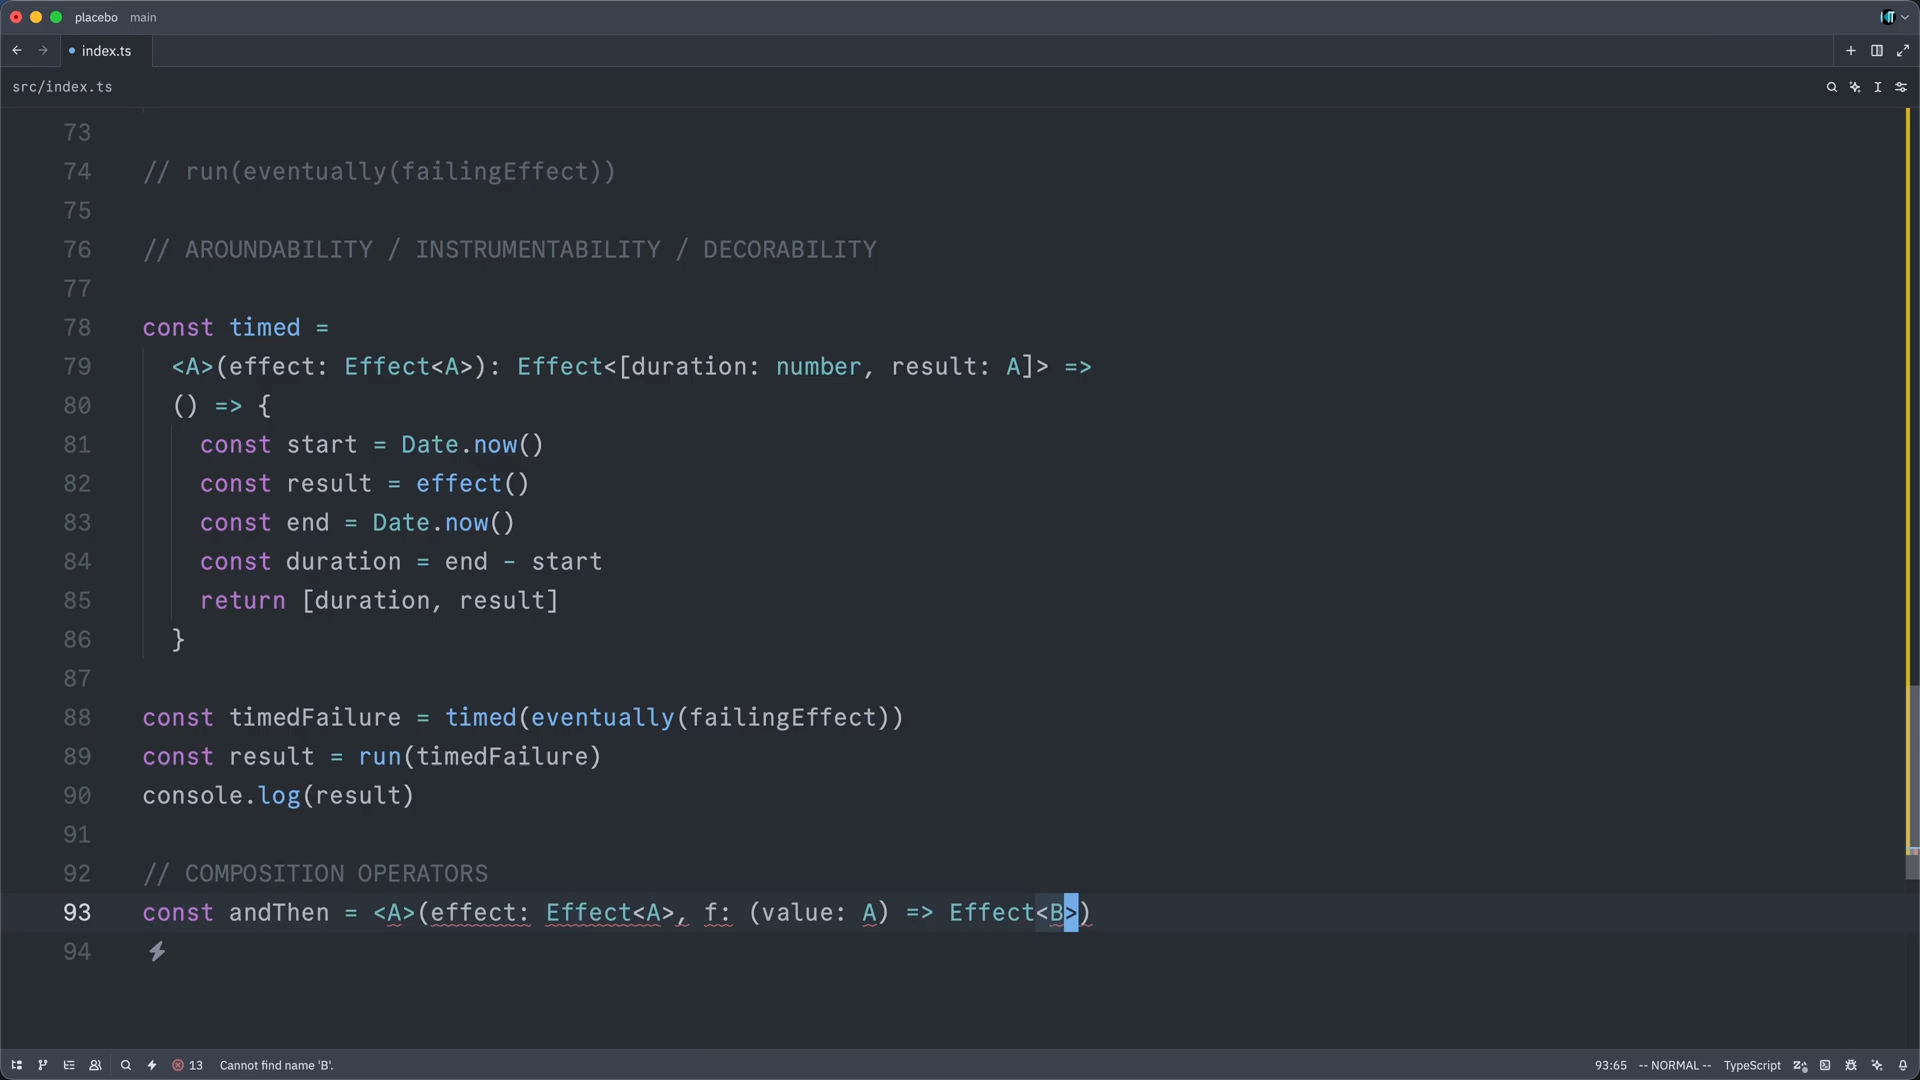 placebo main
index.ts
src/index.ts
73
74 // run(eventually(failingEffect))
75
76 // AROUNDABILITY / INSTRUMENTABILITY / DECORABILITY
77
78 const timed =
79 <A>(effect: Effect<A>): Effect<[duration: number, result: A]> =>
80 () => {
81 const start = Date.now()
82 const result = effect()
83 const end = Date.now()
84 const duration = end - start
85 return [duration, result]
86 }
87
88 const timedFailure = timed(eventually(failingEffect))
89 const result = run(timedFailure)
90 console.log(result)
91
92 // COMPOSITION OPERATORS
93 const andThen = <A>(effect: Effect<A>, f: (value: A) => Effect<B>)
94
13 Cannot find name 'B'. 93:65 -- NORMAL -- TypeScript